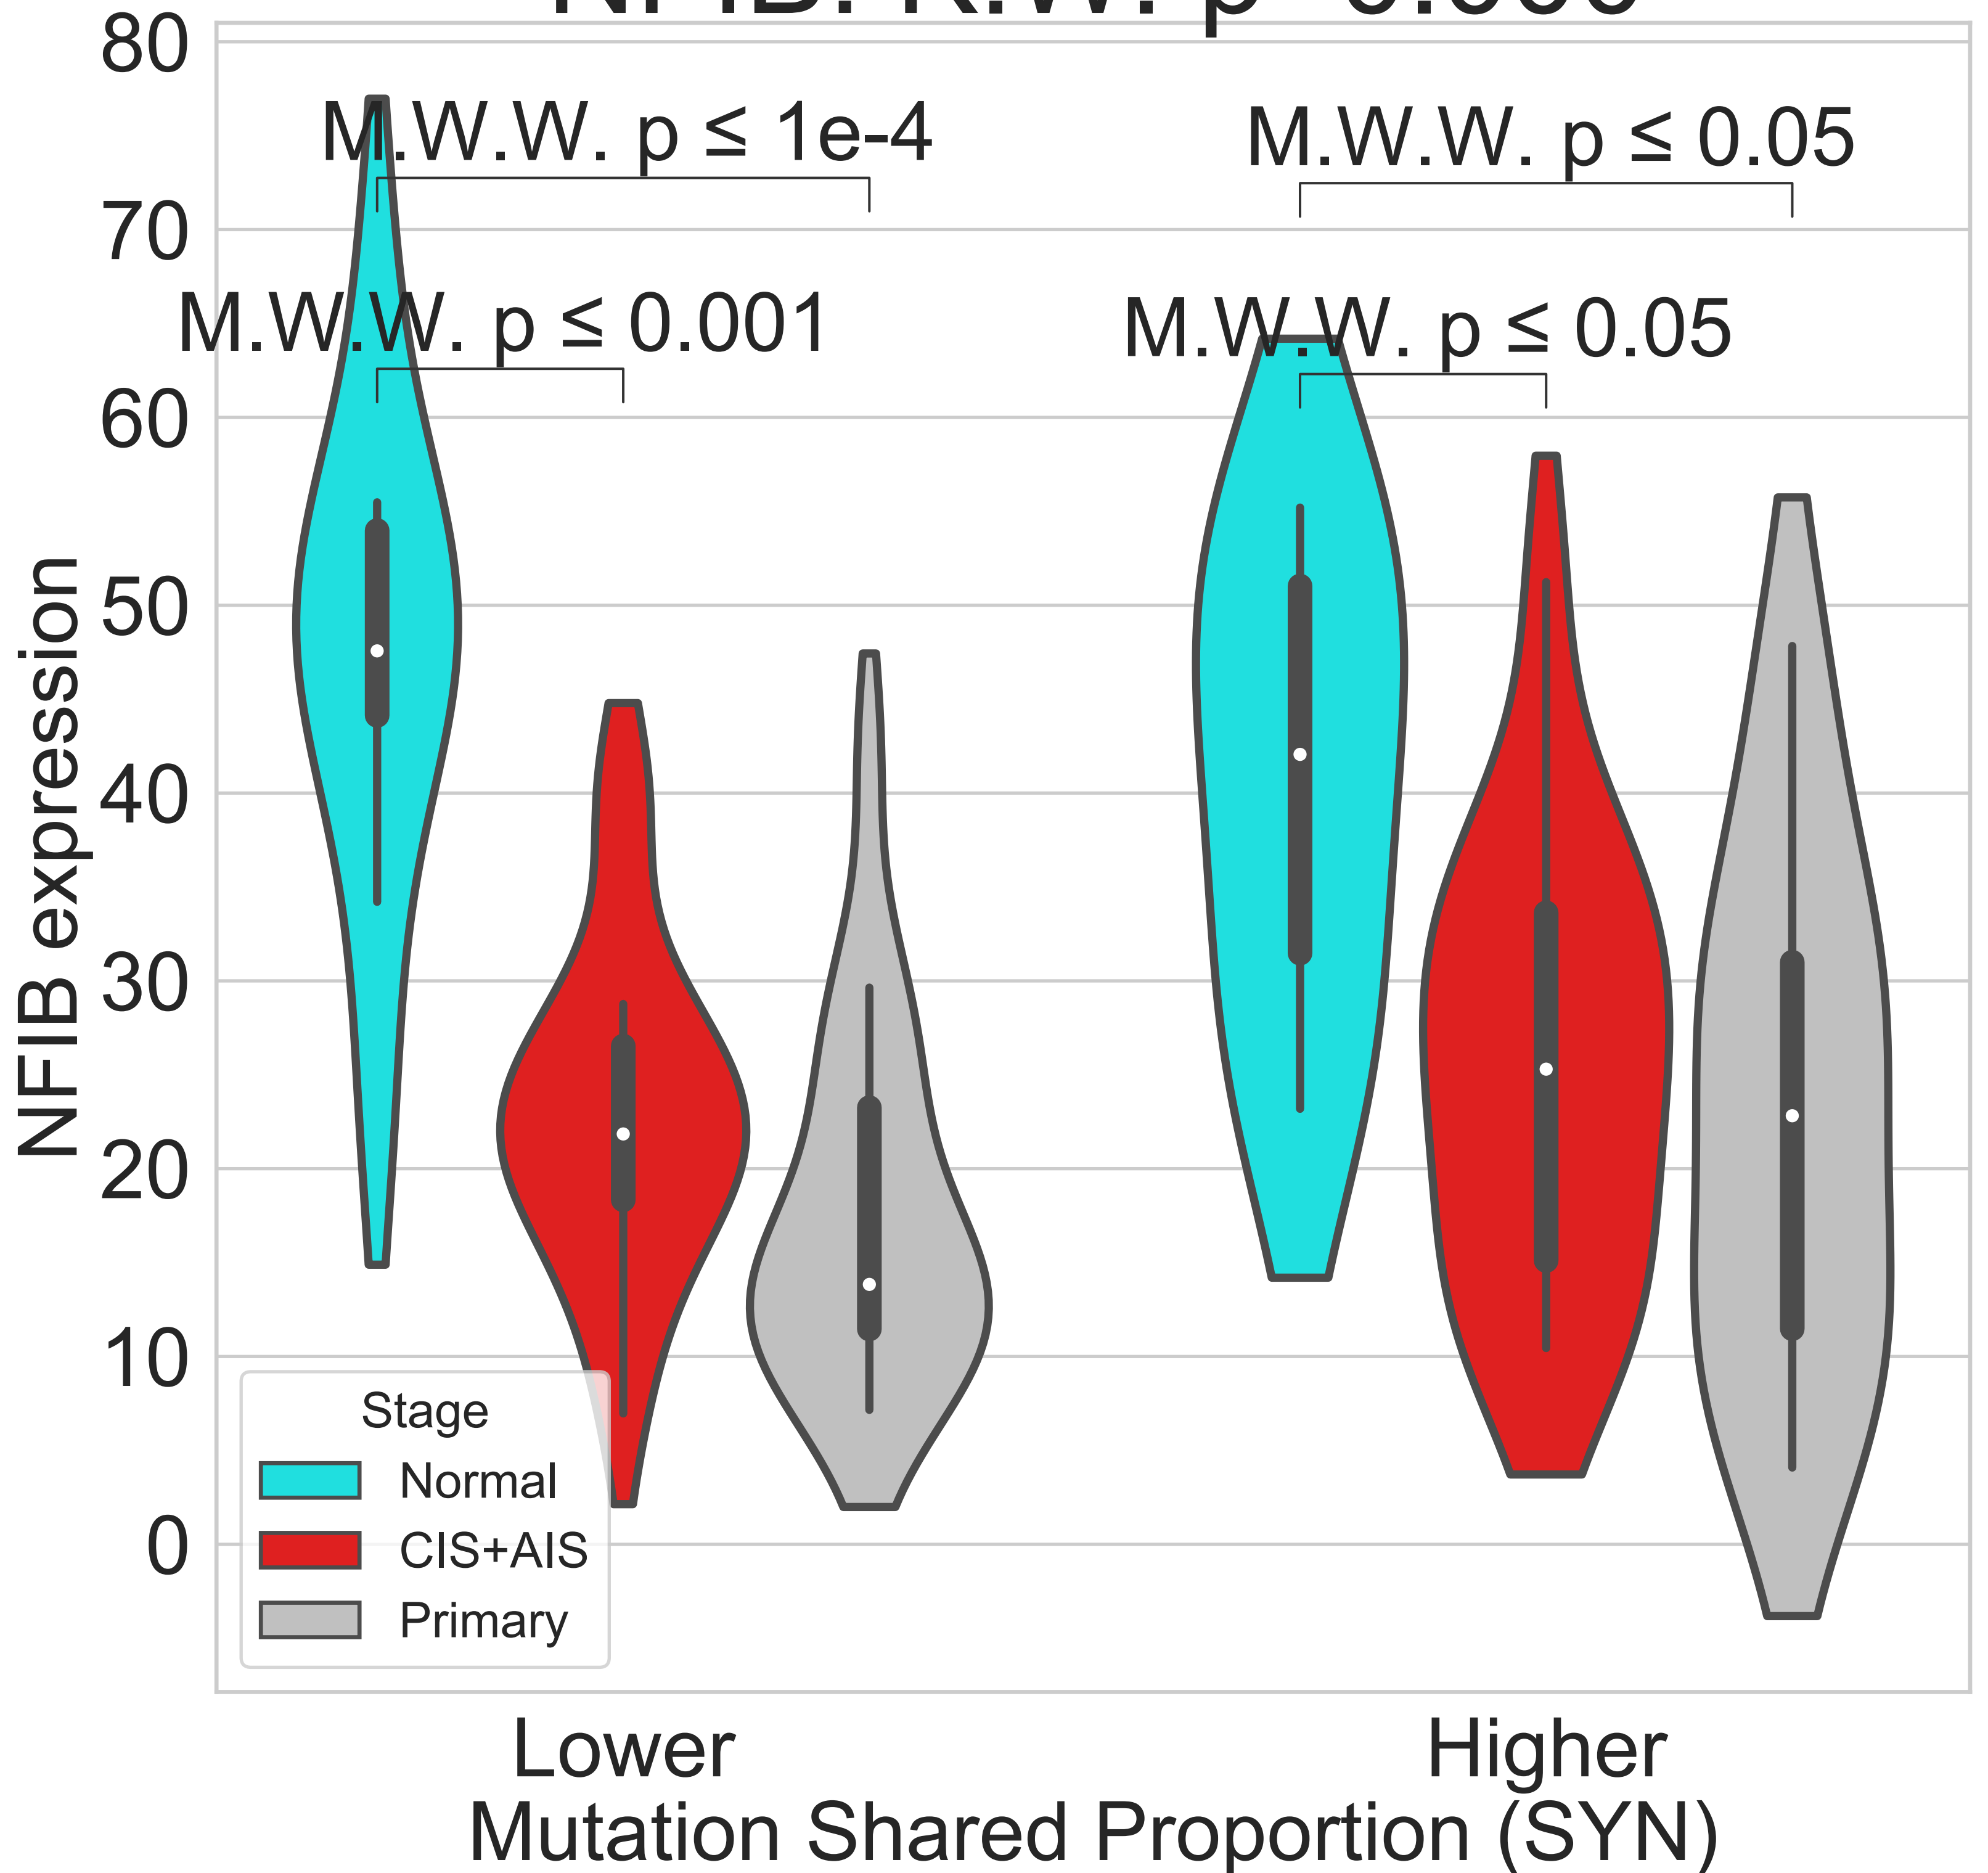 80
M.W.W. p ≤ 1e-4
M.W.W. p ≤ 0.05
70
M.W.W. p ≤ 0.001
M.W.W. p ≤ 0.05
60
50
40
30
20
10
0
NFIB expression
Stage
Normal
CIS+AIS
Primary
Lower
Higher
Mutation Shared Proportion (SYN)